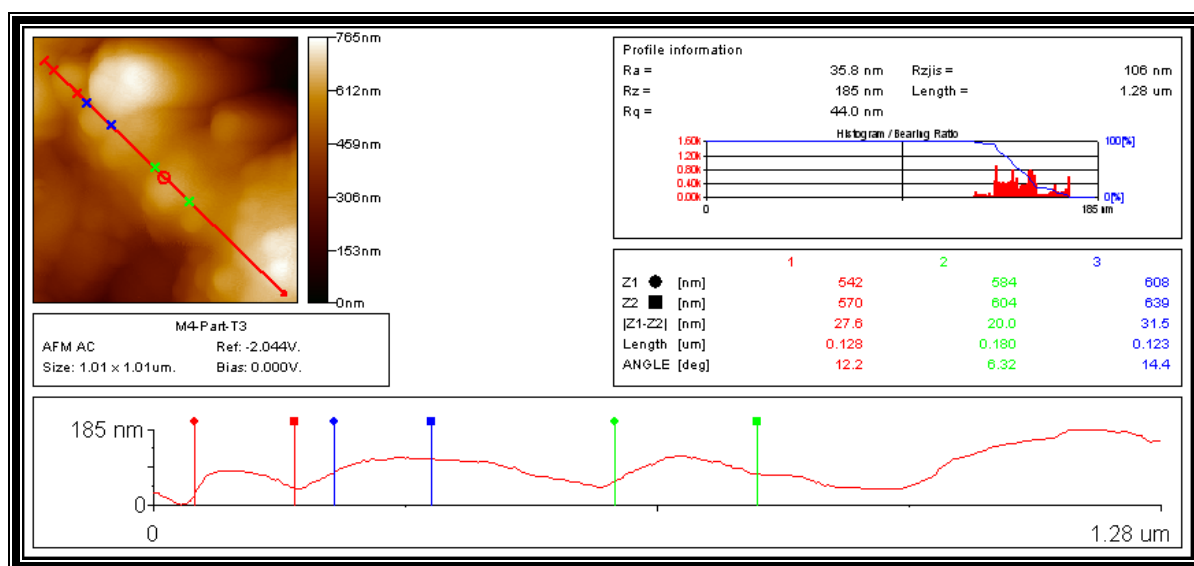 765nm
612nm
459nm
306nm
153nm
0nm
M4-Part-T3
AFM AC Ref: -2.044V.
Size: 1.01 x 1.01um. Bias: 0.000V.
Profile information
Ra = 35.8 nm Rzjis = 106 nm
Rz = 185 nm Length = 1.28 um
Rq = 44.0 nm
Histogram / Bearing Ratio
1.60k 100[%]
1.20k
0.80k
0.40k
0.00k 0[%]
0 185 nm
1 2 3
Z1 [nm] 542 584 608
Z2 [nm] 570 604 639
|Z1-Z2| [nm] 27.6 20.0 31.5
Length [um] 0.128 0.180 0.123
ANGLE [deg] 12.2 6.32 14.4
185 nm
0
0 1.28 um